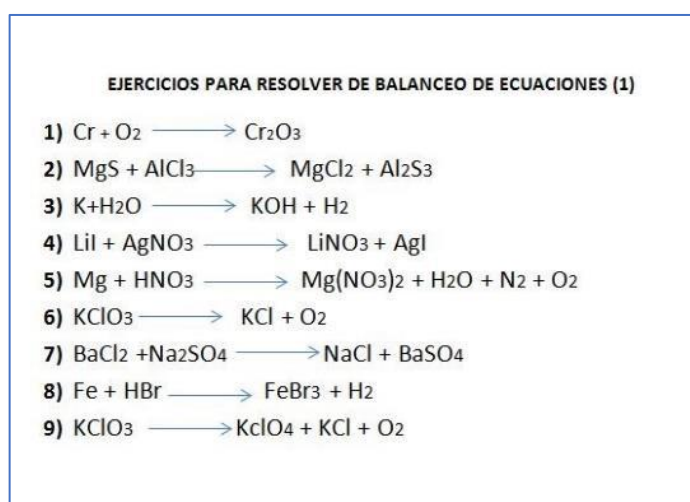 EJERCICIOS PARA RESOLVER DE BALANCEO DE ECUACIONES (1)
1) Cr + O2 → Cr2O3
2) MgS + AlCl3 → MgCl2 + Al2S3
3) K+H2O → KOH + H2
4) LiI + AgNO3 → LiNO3 + AgI
5) Mg + HNO3 → Mg(NO3)2 + H2O + N2 + O2
6) KClO3 → KCl + O2
7) BaCl2 +Na2SO4 → NaCl + BaSO4
8) Fe + HBr → FeBr3 + H2
9) KClO3 → KclO4 + KCl + O2